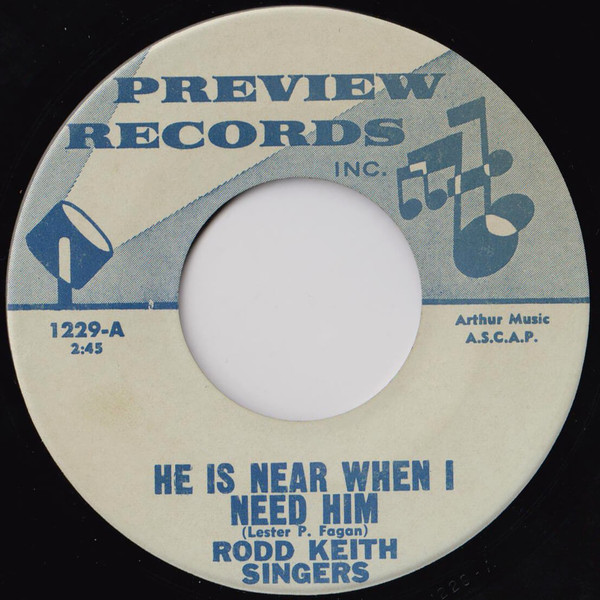 PREVIEW
RECORDS
INC.
1229-A
2:45
Arthur Music
A.S.C.A.P.
HE IS NEAR WHEN I
NEED HIM
(Lester P. Fagan)
RODD KEITH
SINGERS